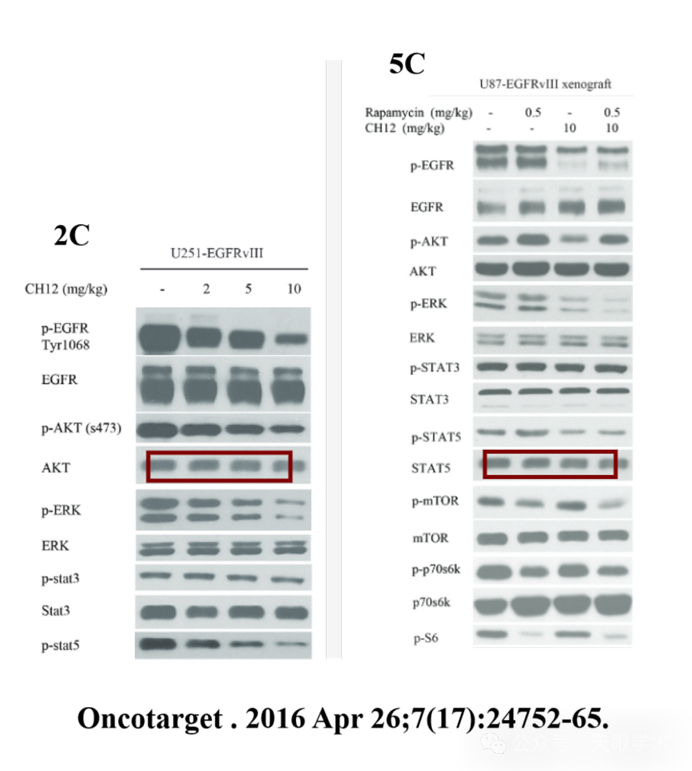 5C
U87-EGFRvIII xenograft
Rapamycin (mg/kg) - 0.5 - 0.5
CH12 (mg/kg) - - 10 10
p-EGFR
EGFR
p-AKT
AKT
p-ERK
ERK
p-STAT3
STAT3
p-STAT5
STAT5
p-mTOR
mTOR
p-p70s6k
p70s6k
p-S6
2C
U251-EGFRvIII
CH12 (mg/kg) - 2 5 10
p-EGFR
Tyr1068
EGFR
p-AKT (s473)
AKT
p-ERK
ERK
p-stat3
Stat3
p-stat5
Oncotarget . 2016 Apr 26;7(17):24752-65.